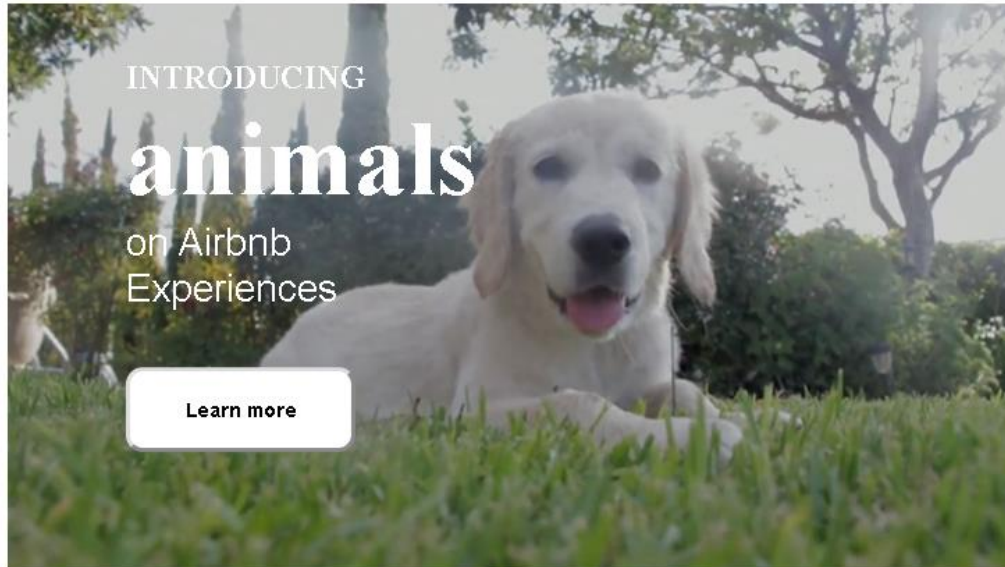 INTRODUCING
animals
on Airbnb
Experiences
Learn more